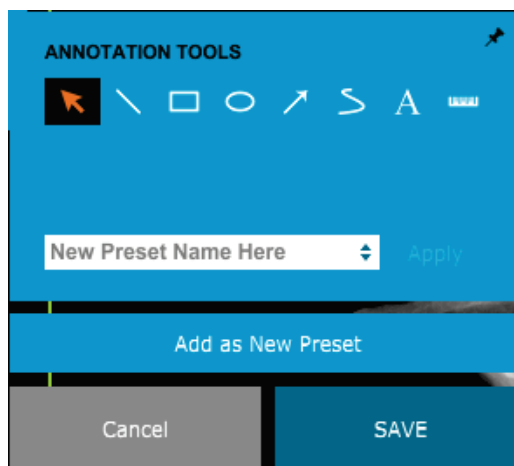 ANNOTATION TOOLS
A
New Preset Name Here
Apply
Add as New Preset
Cancel
SAVE